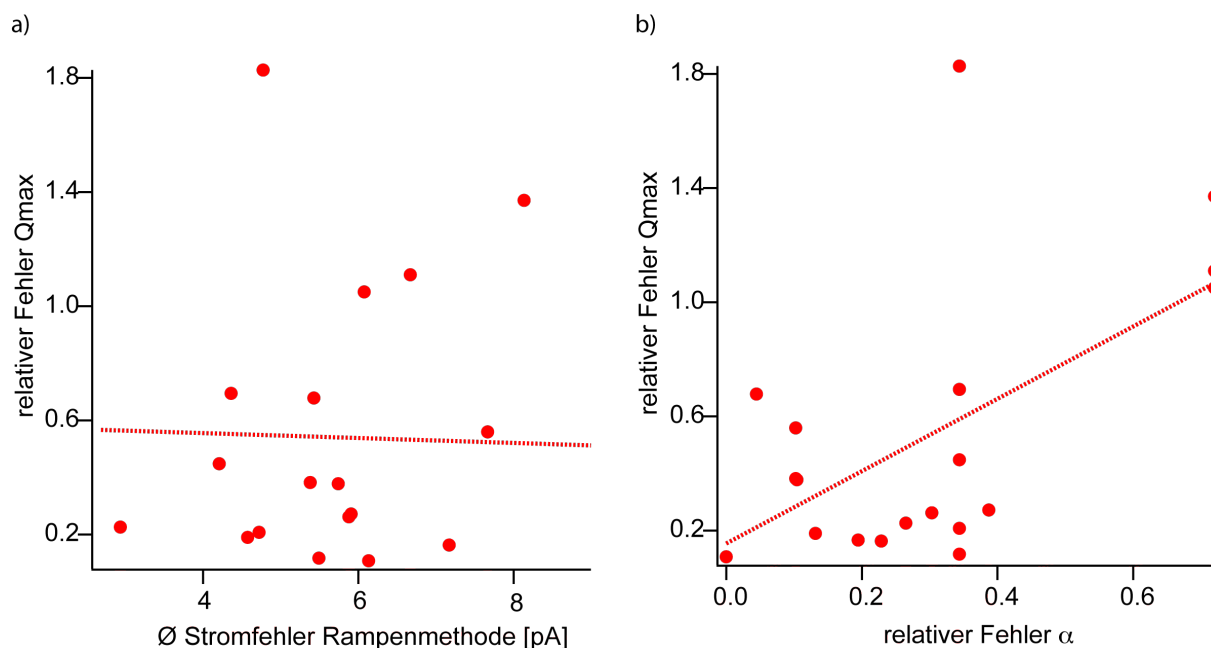 a)
relativer Fehler Qmax
1.8
1.4
1.0
0.6
0.2
4 6 8
Ø Stromfehler Rampenmethode [pA]
b)
relativer Fehler Qmax
1.8
1.4
1.0
0.6
0.2
0.0 0.2 0.4 0.6
relativer Fehler α